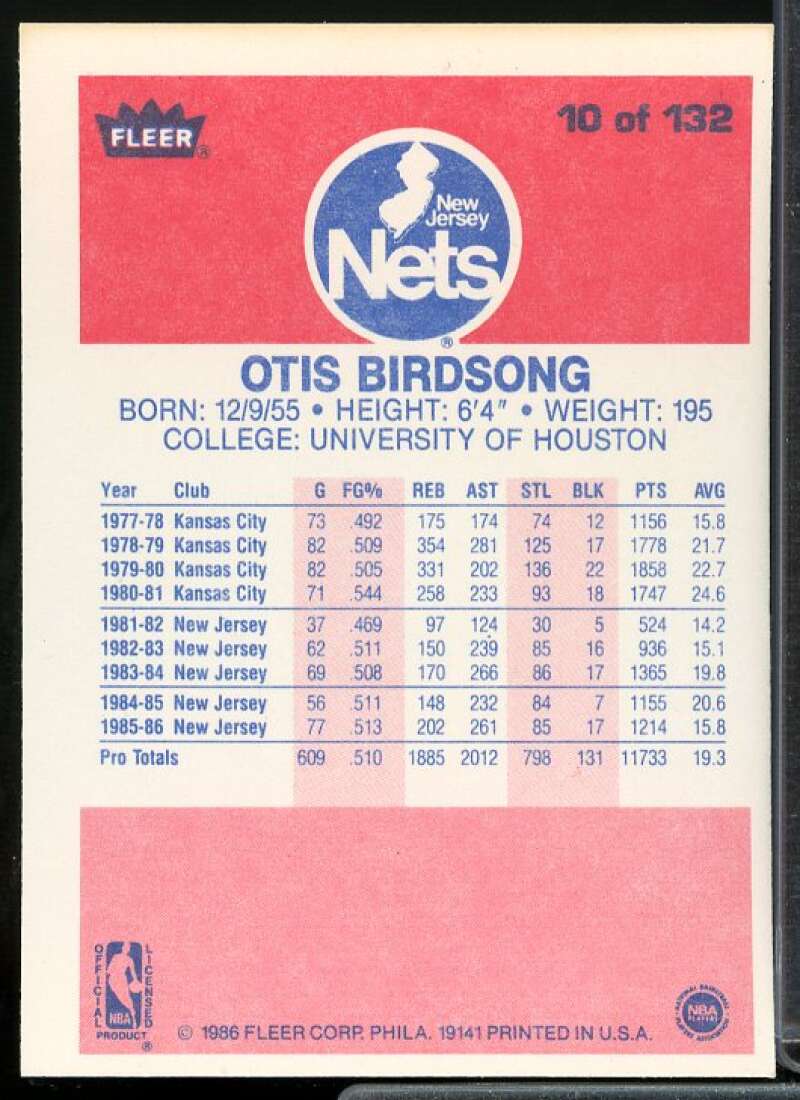 FLEER®
10 of 132
New
Jersey
Nets
®
OTIS BIRDSONG
BORN: 12/9/55 • HEIGHT: 6'4" • WEIGHT: 195
COLLEGE: UNIVERSITY OF HOUSTON
Year Club G FG% REB AST STL BLK PTS AVG
1977-78 Kansas City 73 .492 175 174 74 12 1156 15.8
1978-79 Kansas City 82 .509 354 281 125 17 1778 21.7
1979-80 Kansas City 82 .505 331 202 136 22 1858 22.7
1980-81 Kansas City 71 .544 258 233 93 18 1747 24.6
1981-82 New Jersey 37 .469 97 124 30 5 524 14.2
1982-83 New Jersey 62 .511 150 239 85 16 936 15.1
1983-84 New Jersey 69 .508 170 266 86 17 1365 19.8
1984-85 New Jersey 56 .511 148 232 84 7 1155 20.6
1985-86 New Jersey 77 .513 202 261 85 17 1214 15.8
Pro Totals 609 .510 1885 2012 798 131 11733 19.3
OFFICIAL
LICENSED
NBA
PRODUCT ®
© 1986 FLEER CORP. PHILA. 19141 PRINTED IN U.S.A.
NATIONAL BASKETBALL
NBA
PLAYERS